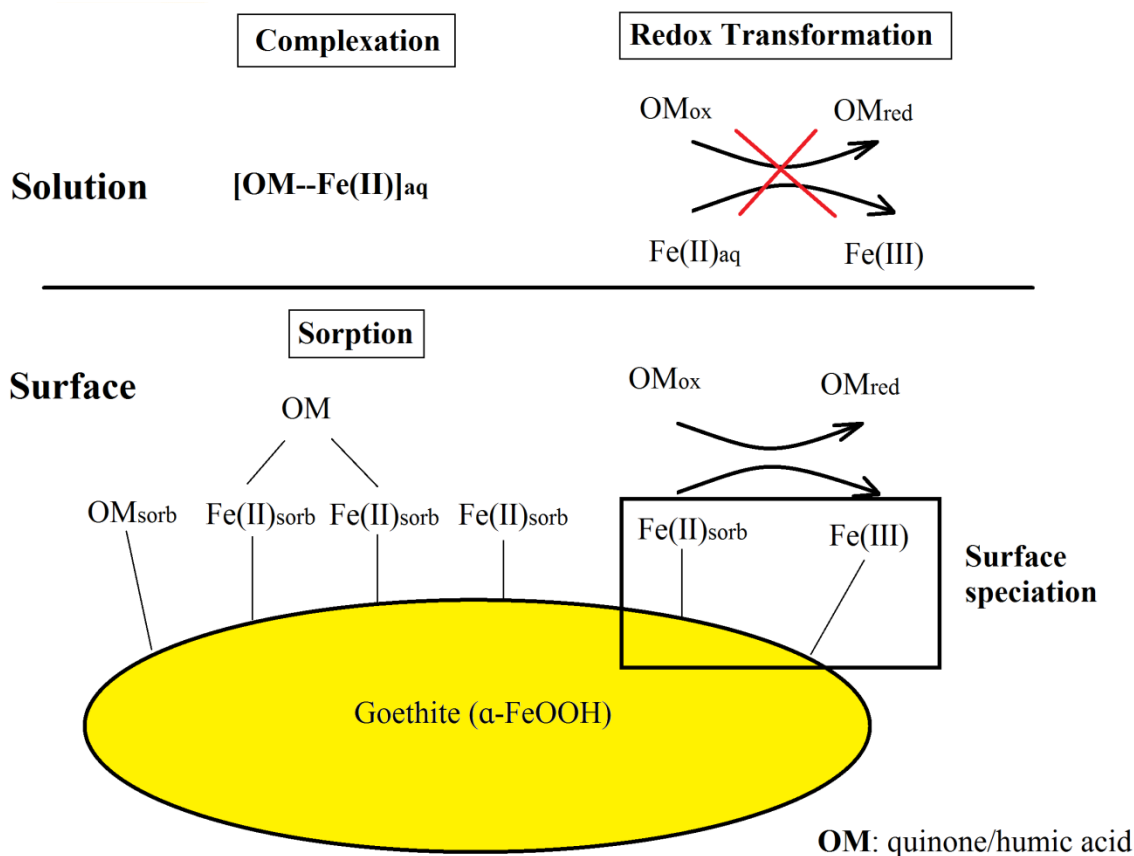 Complexation
Redox Transformation
OMox
OMred
Solution
[OM--Fe(II)]aq
Fe(II)aq
Fe(III)
Sorption
Surface
OMox
OMred
OM
OMsorb
Fe(II)sorb
Fe(II)sorb
Fe(II)sorb
Fe(II)sorb
Fe(III)
Surface
speciation
Goethite (α-FeOOH)
OM: quinone/humic acid